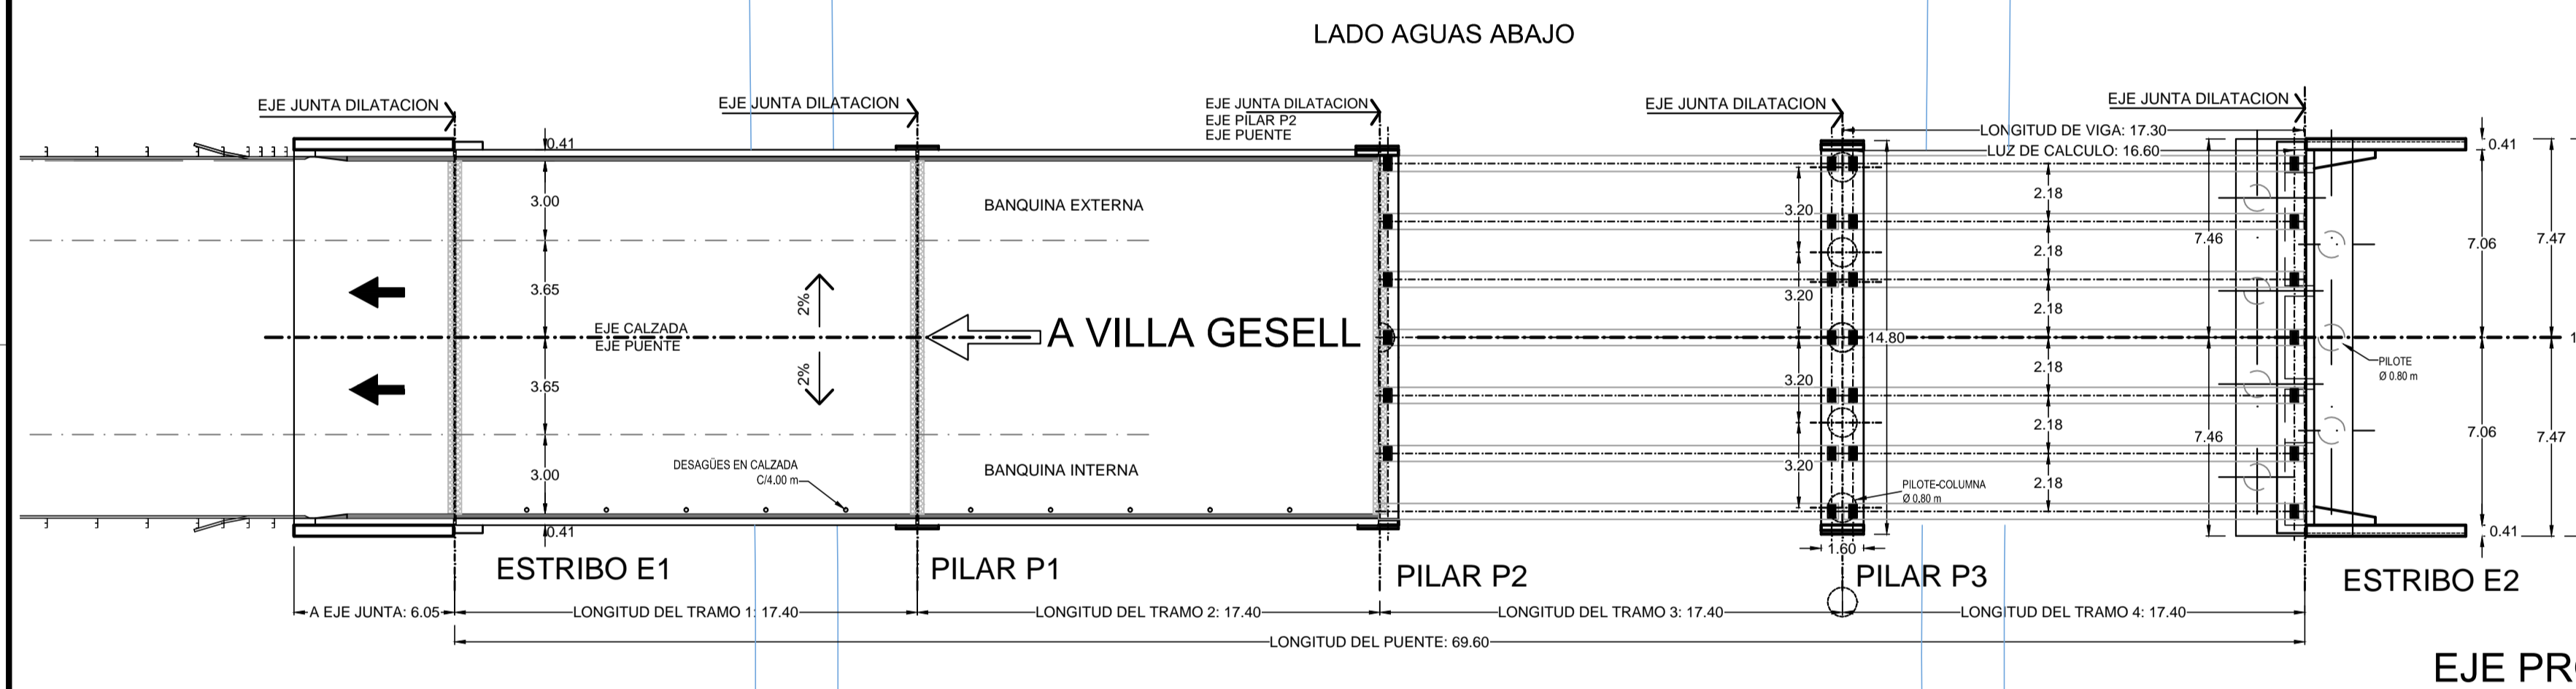 LADO AGUAS ABAJO
EJE JUNTA DILATACION
EJE JUNTA DILATACION
EJE JUNTA DILATACION
EJE PILAR P2
EJE PUENTE
EJE JUNTA DILATACION
EJE JUNTA DILATACION
LONGITUD DE VIGA: 17.30
LUZ DE CALCULO: 16.60
0.41
3.00
3.65
3.65
3.00
0.41
BANQUINA EXTERNA
2%
2%
EJE CALZADA
EJE PUENTE
A VILLA GESELL
DESAGÜES EN CALZADA
C/4.00 m
BANQUINA INTERNA
3.20
3.20
3.20
3.20
14.80
2.18
2.18
2.18
2.18
2.18
2.18
7.46
7.46
PILOTE-COLUMNA
Ø 0.80 m
PILOTE
Ø 0.80 m
0.41
7.06
7.47
7.06
7.47
0.41
1.60
ESTRIBO E1
PILAR P1
PILAR P2
PILAR P3
ESTRIBO E2
A EJE JUNTA: 6.05
LONGITUD DEL TRAMO 1: 17.40
LONGITUD DEL TRAMO 2: 17.40
LONGITUD DEL TRAMO 3: 17.40
LONGITUD DEL TRAMO 4: 17.40
LONGITUD DEL PUENTE: 69.60
EJE